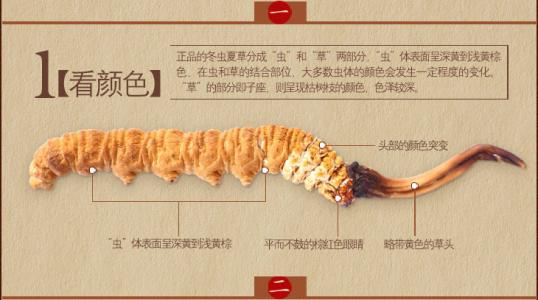 一
1【看颜色】
正品的冬虫夏草分成“虫”和“草”两部分,“虫”体表面呈深黄到浅黄棕
色、在虫和草的结合部位、大多数虫体的颜色会发生一定程度的变化。
“草”的部分即子座、则呈现枯树枝的颜色、色泽较深。
头部的颜色突变
“虫”体表面呈深黄到浅黄棕
平而不鼓的棕红色眼睛
略带黄色的草头
二